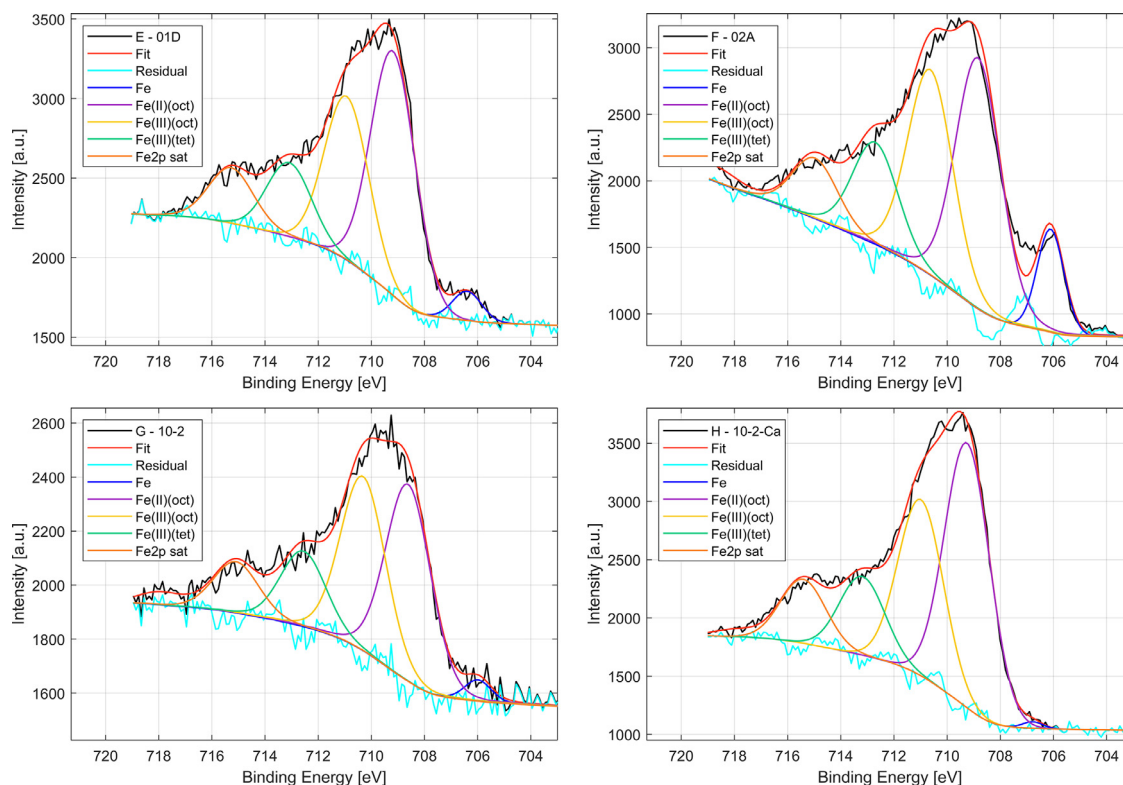 E - 01D
Fit
Residual
Fe
Fe(II)(oct)
Fe(III)(oct)
Fe(III)(tet)
Fe2p sat
3500
3000
2500
2000
1500
Intensity [a.u.]
720 718 716 714 712 710 708 706 704
Binding Energy [eV]
F - 02A
Fit
Residual
Fe
Fe(II)(oct)
Fe(III)(oct)
Fe(III)(tet)
Fe2p sat
3000
2500
2000
1500
1000
Intensity [a.u.]
720 718 716 714 712 710 708 706 704
Binding Energy [eV]
G - 10-2
Fit
Residual
Fe
Fe(II)(oct)
Fe(III)(oct)
Fe(III)(tet)
Fe2p sat
2600
2400
2200
2000
1800
1600
Intensity [a.u.]
720 718 716 714 712 710 708 706 704
Binding Energy [eV]
H - 10-2-Ca
Fit
Residual
Fe
Fe(II)(oct)
Fe(III)(oct)
Fe(III)(tet)
Fe2p sat
3500
3000
2500
2000
1500
1000
Intensity [a.u.]
720 718 716 714 712 710 708 706 704
Binding Energy [eV]